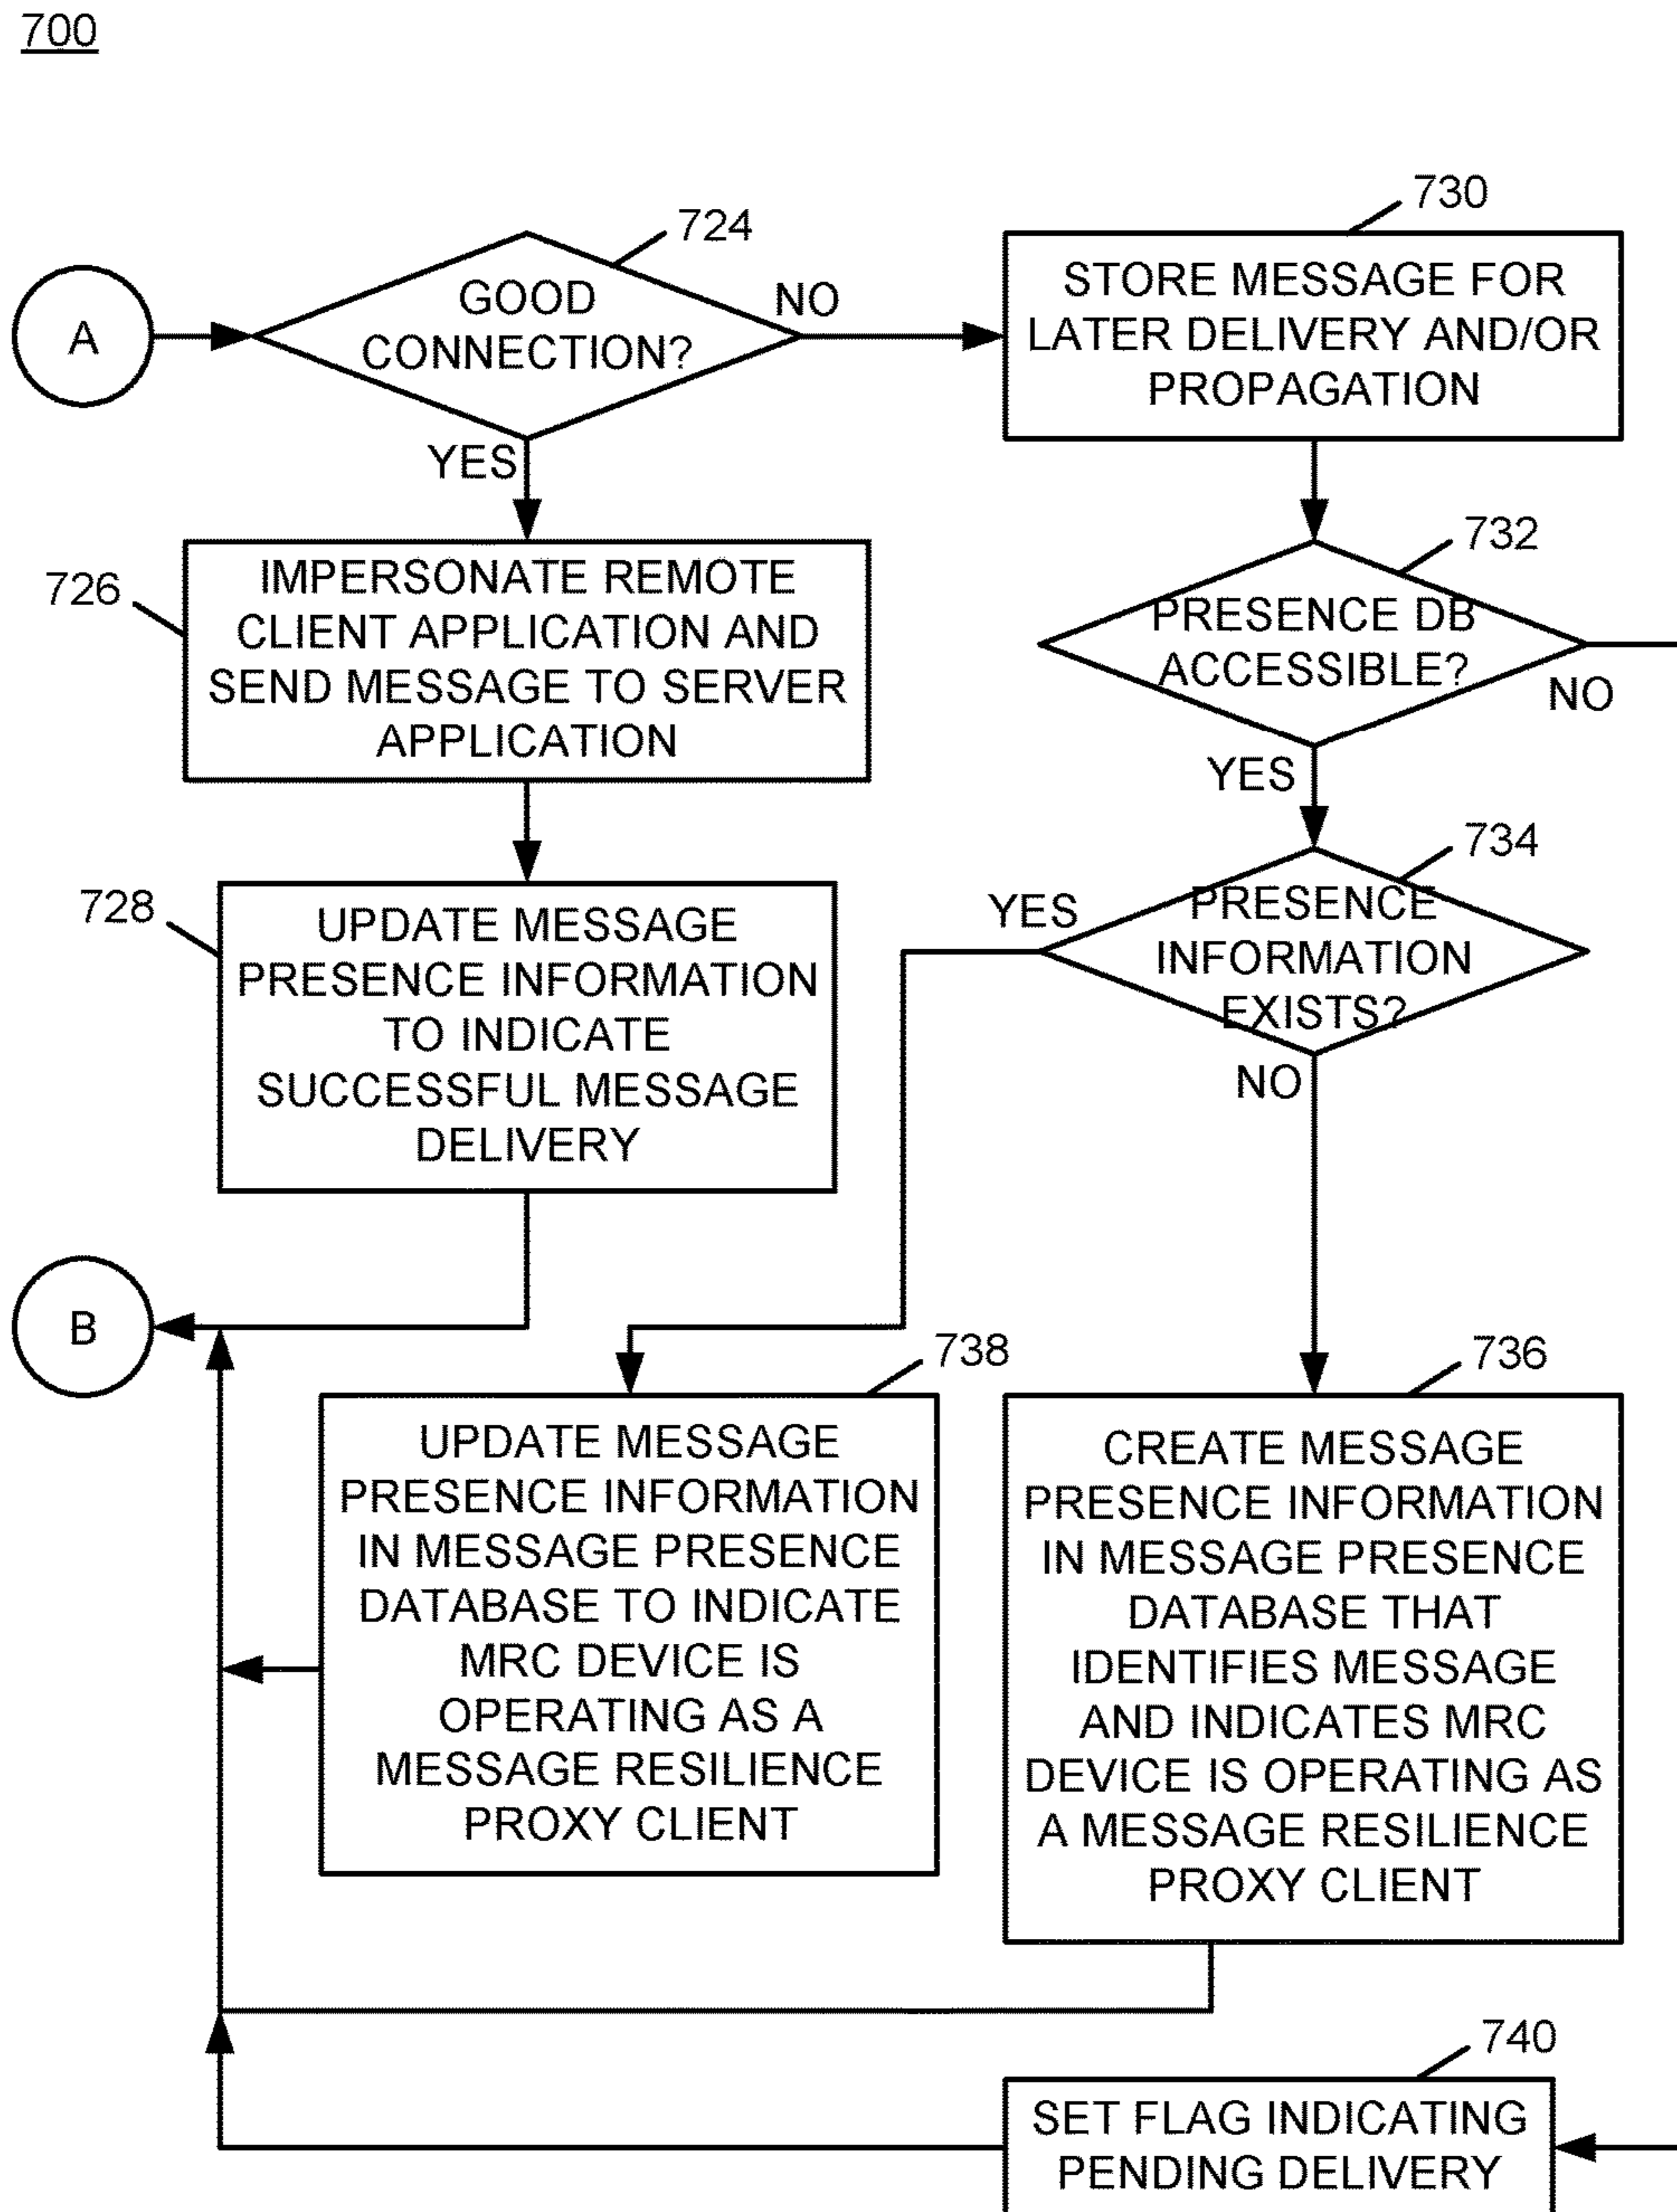 700
A
724
GOOD
CONNECTION?
NO
YES
730
STORE MESSAGE FOR
LATER DELIVERY AND/OR
PROPAGATION
726
IMPERSONATE REMOTE
CLIENT APPLICATION AND
SEND MESSAGE TO SERVER
APPLICATION
732
PRESENCE DB
ACCESSIBLE?
NO
YES
728
UPDATE MESSAGE
PRESENCE INFORMATION
TO INDICATE
SUCCESSFUL MESSAGE
DELIVERY
734
PRESENCE
INFORMATION
EXISTS?
YES
NO
B
738
UPDATE MESSAGE
PRESENCE INFORMATION
IN MESSAGE PRESENCE
DATABASE TO INDICATE
MRC DEVICE IS
OPERATING AS A
MESSAGE RESILIENCE
PROXY CLIENT
736
CREATE MESSAGE
PRESENCE INFORMATION
IN MESSAGE PRESENCE
DATABASE THAT
IDENTIFIES MESSAGE
AND INDICATES MRC
DEVICE IS OPERATING AS
A MESSAGE RESILIENCE
PROXY CLIENT
740
SET FLAG INDICATING
PENDING DELIVERY